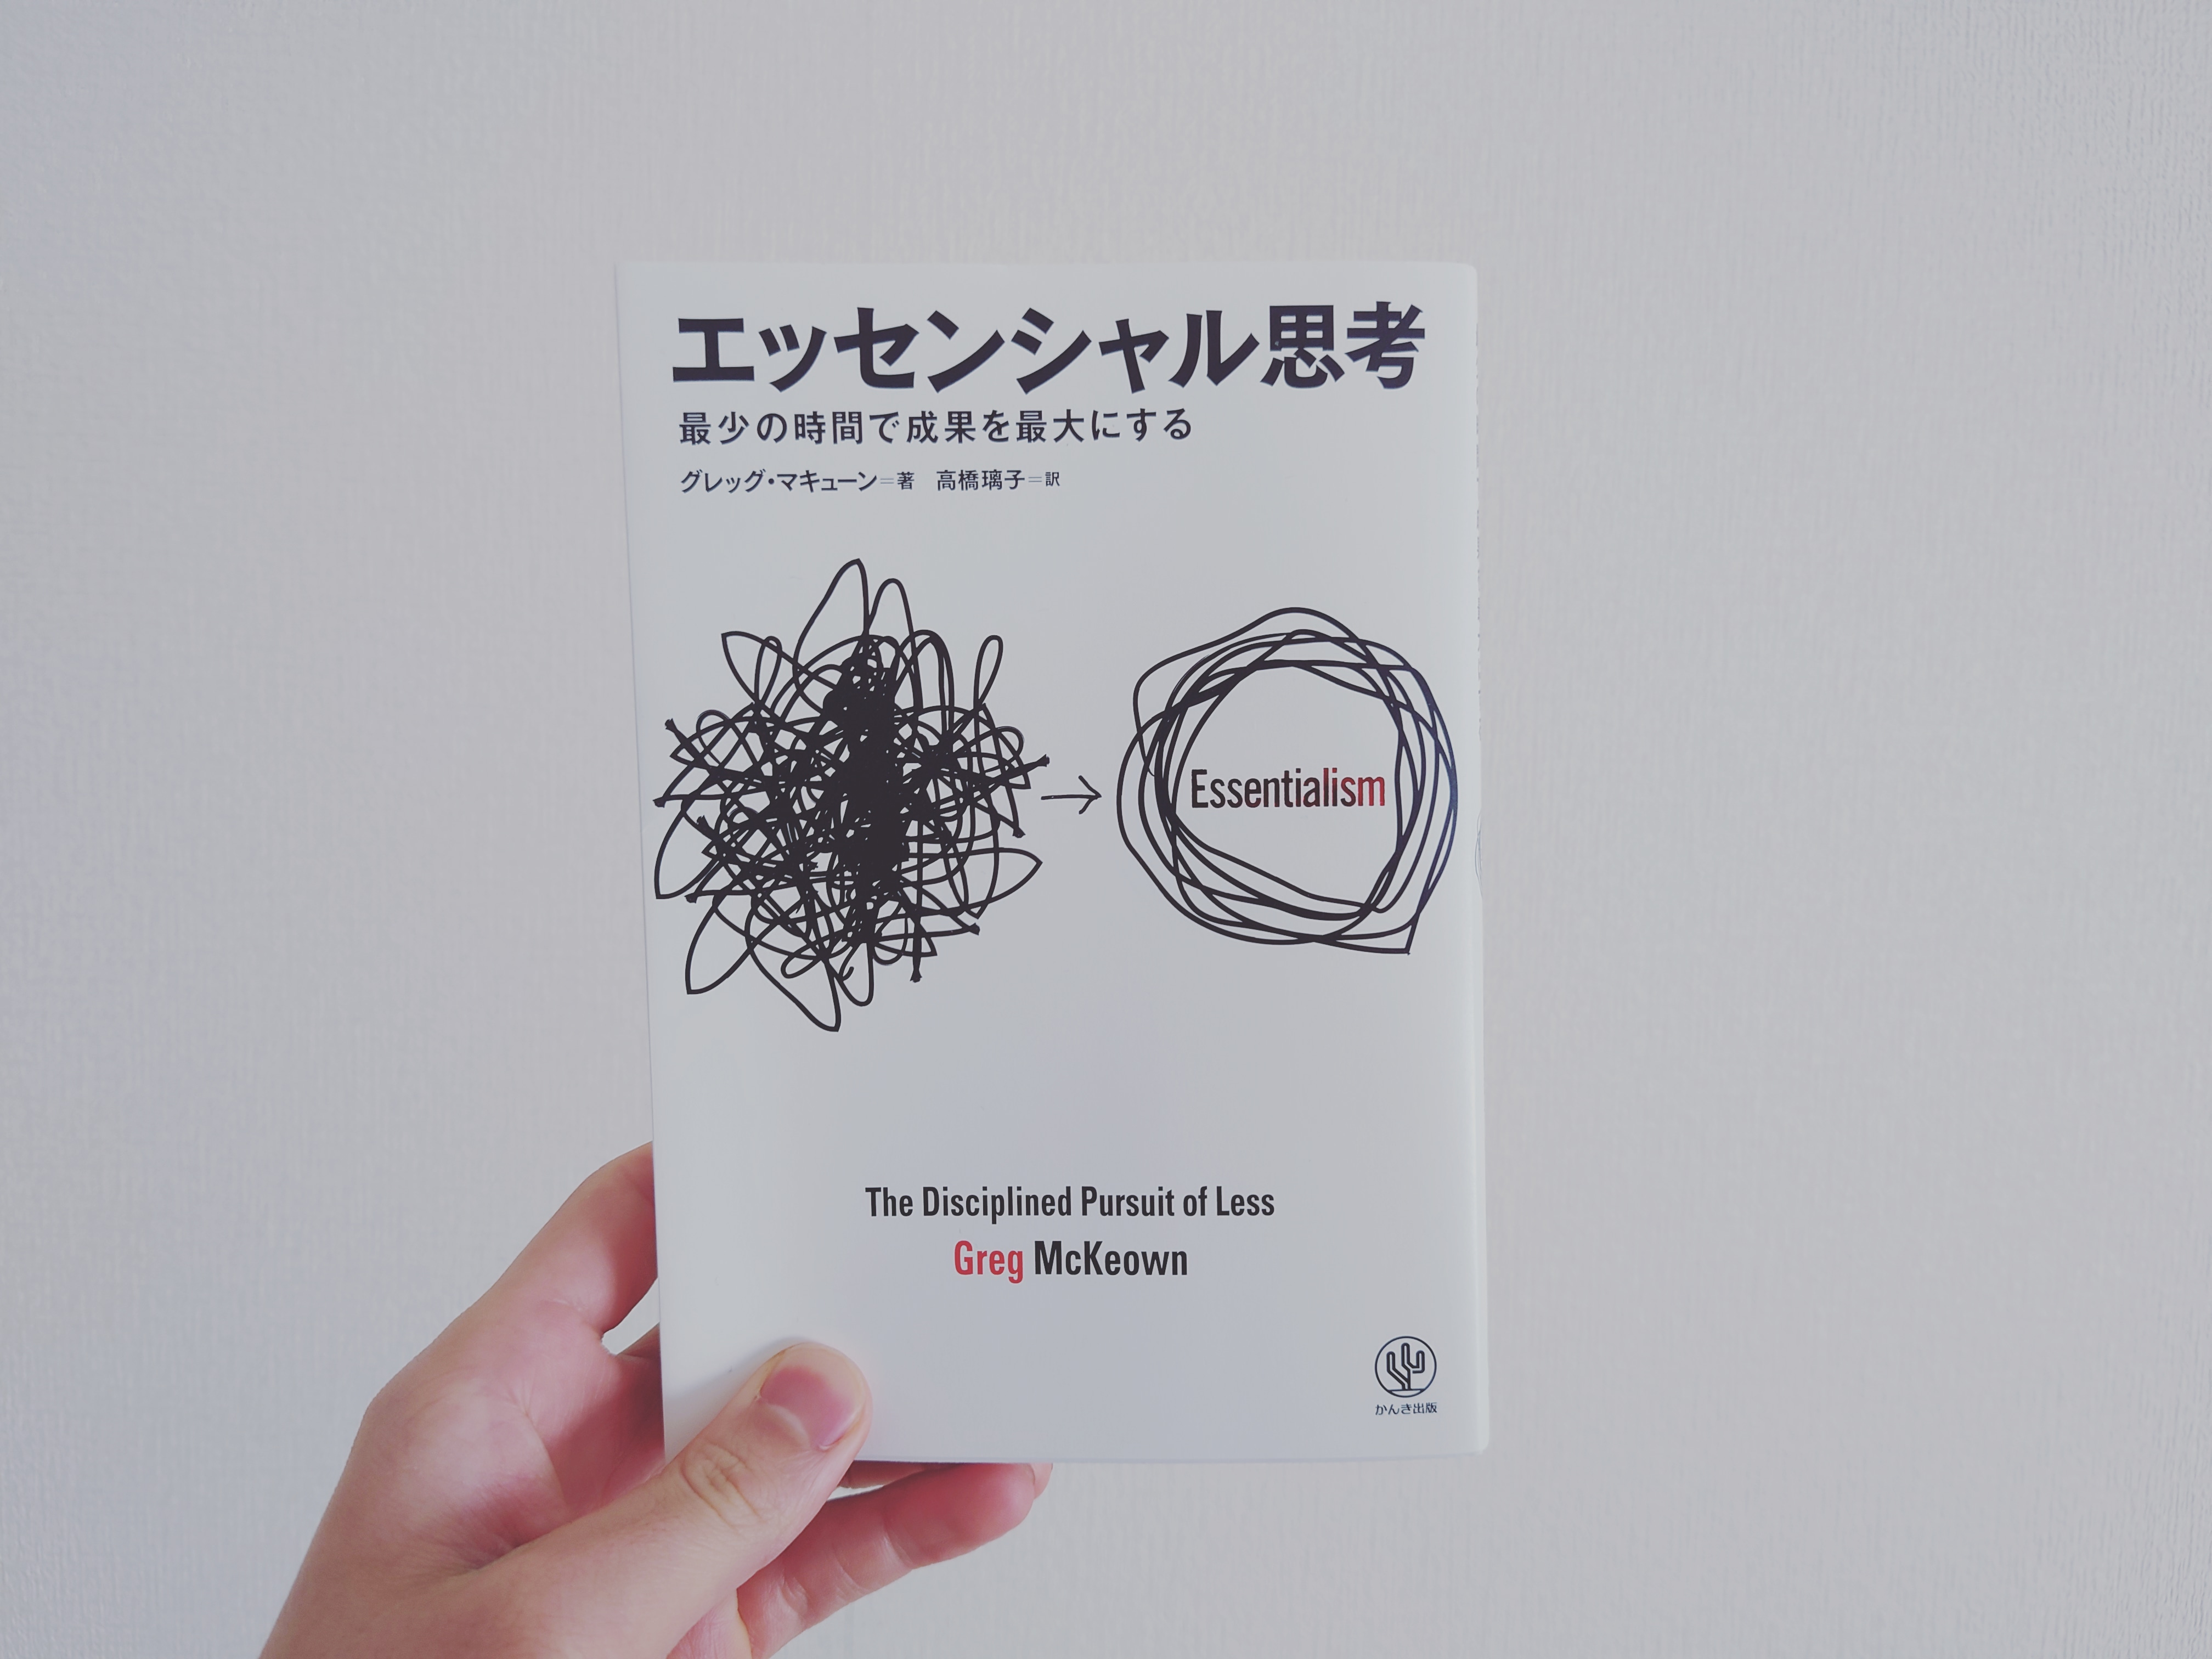 エッセンシャル思考
最少の時間で成果を最大にする
グレッグ・マキューン＝著　高橋璃子＝訳
Essentialism
The Disciplined Pursuit of Less
Greg McKeown
かんき出版